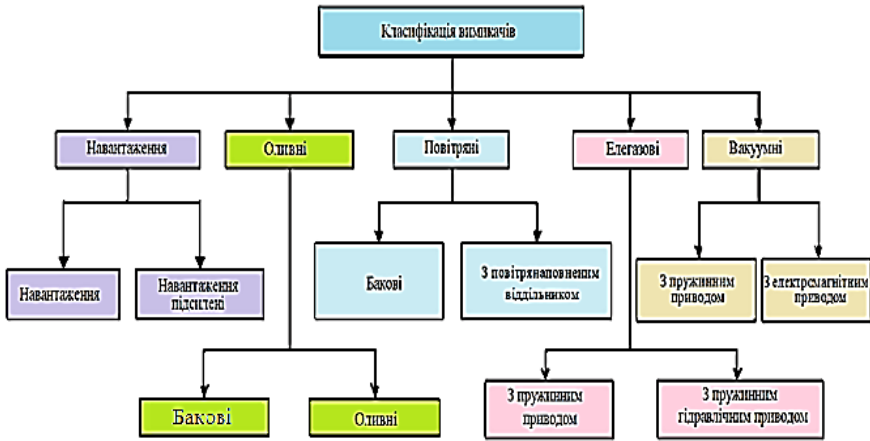 Класифікація вимикачів
Навантаження
Оливні
Повітряні
Елегазові
Вакуумні
Навантаження
Навантаження
підсилені
Бакові
З повітрянаповненим
віддільником
З пружинним
приводом
З електромагнітним
приводом
Бакові
Оливні
З пружинним
приводом
З пружинним
гідравлічним приводом